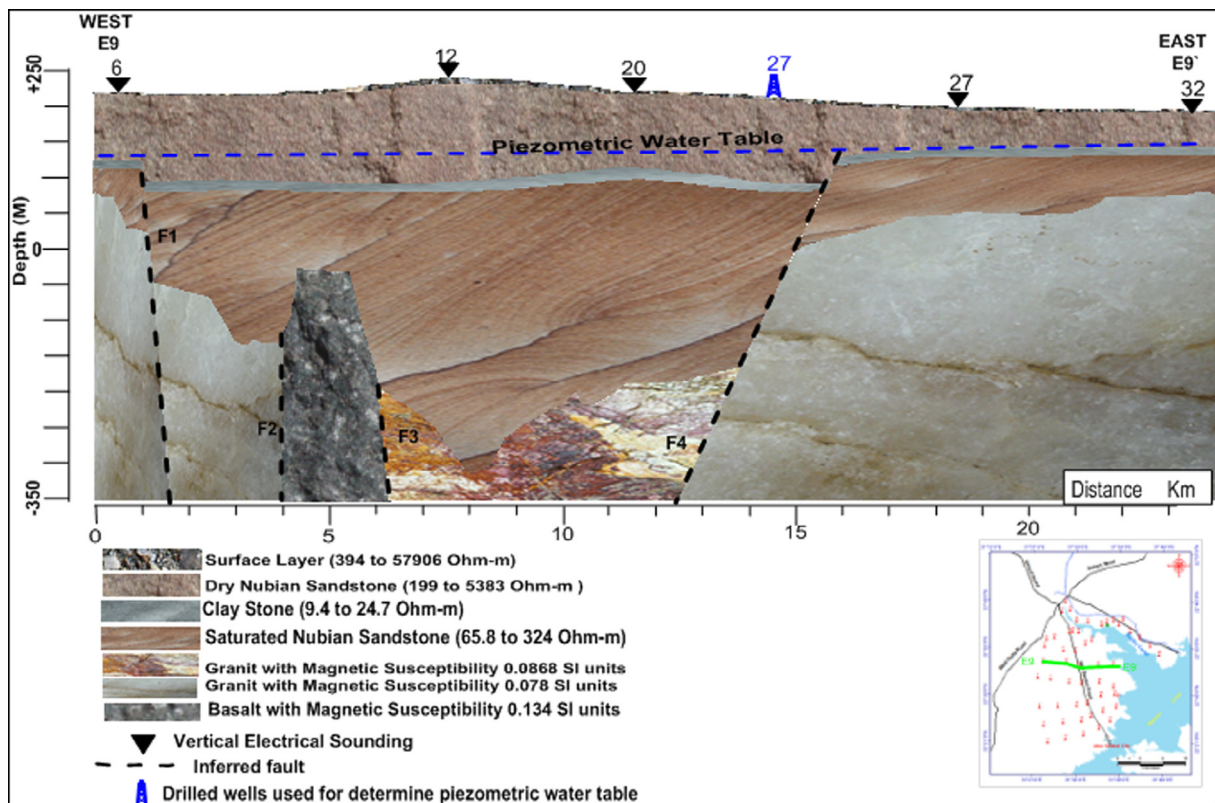 WEST
E9
6
12
20
27
27
EAST
E9`
32
+250
Piezometric Water Table
Depth (M)
0
-350
F1
F2
F3
F4
Distance Km
0
5
10
15
20
Surface Layer (394 to 57906 Ohm-m)
Dry Nubian Sandstone (199 to 5383 Ohm-m )
Clay Stone (9.4 to 24.7 Ohm-m)
Saturated Nubian Sandstone (65.8 to 324 Ohm-m)
Granit with Magnetic Susceptibility 0.0868 SI units
Granit with Magnetic Susceptibility 0.078 SI units
Basalt with Magnetic Susceptibility 0.134 SI units
Vertical Electrical Sounding
Inferred fault
Drilled wells used for determine piezometric water table
E9
E9`